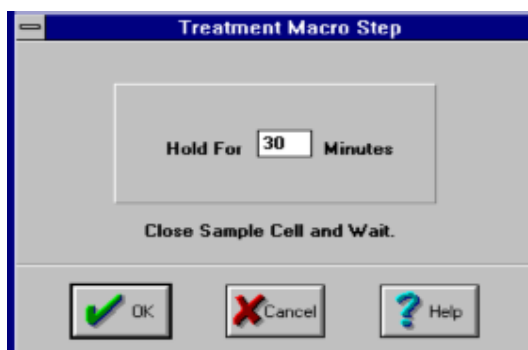 Treatment Macro Step
Hold For 30 Minutes
Close Sample Cell and Wait.
OK Cancel Help